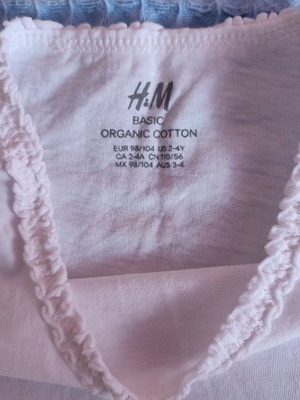 H&M
BASIC
ORGANIC COTTON
EUR 98/104 US 2-4Y
CA 2-4A CN 110/56
MX 98/104 AUS 3-4